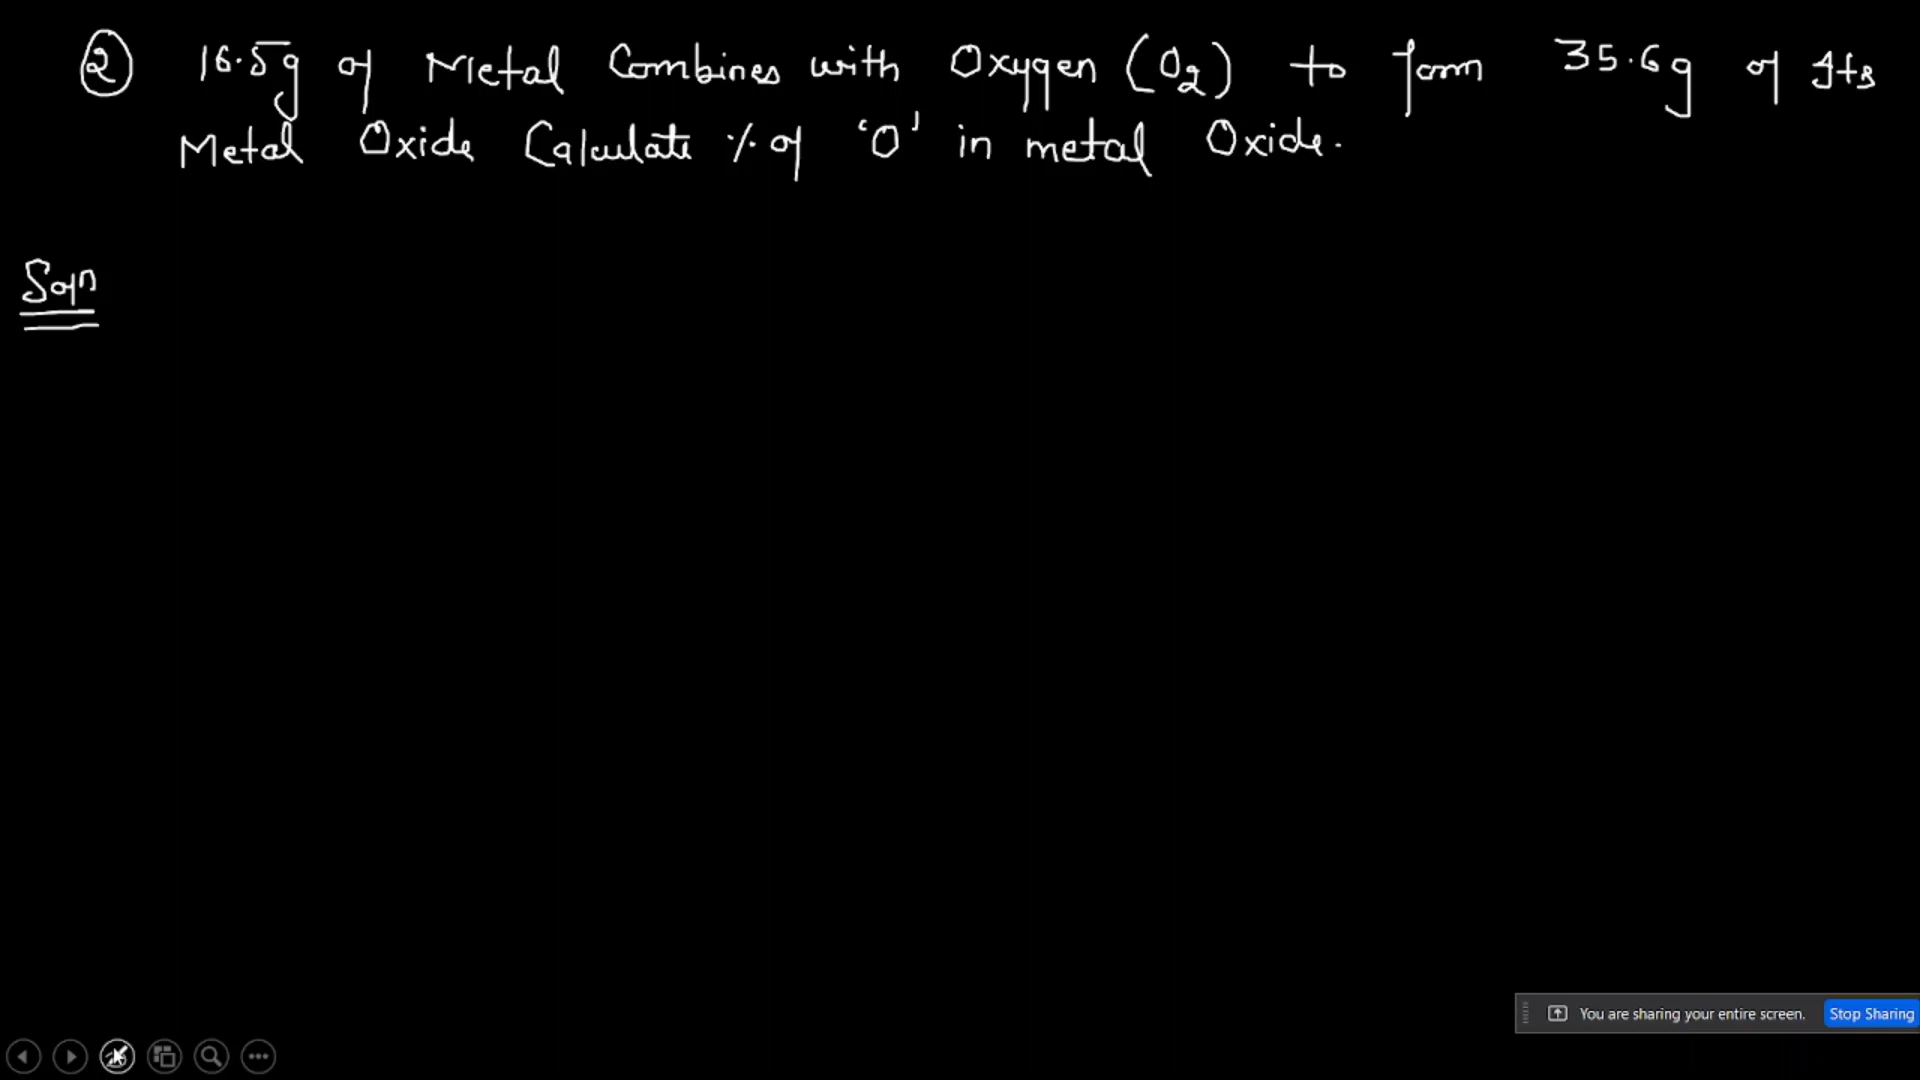 ② 16.5g of Metal Combines with Oxygen (O₂) to form 35.6g of Its
Metal Oxide Calculate % of 'O' in metal Oxide.
Soln
You are sharing your entire screen. Stop Sharing